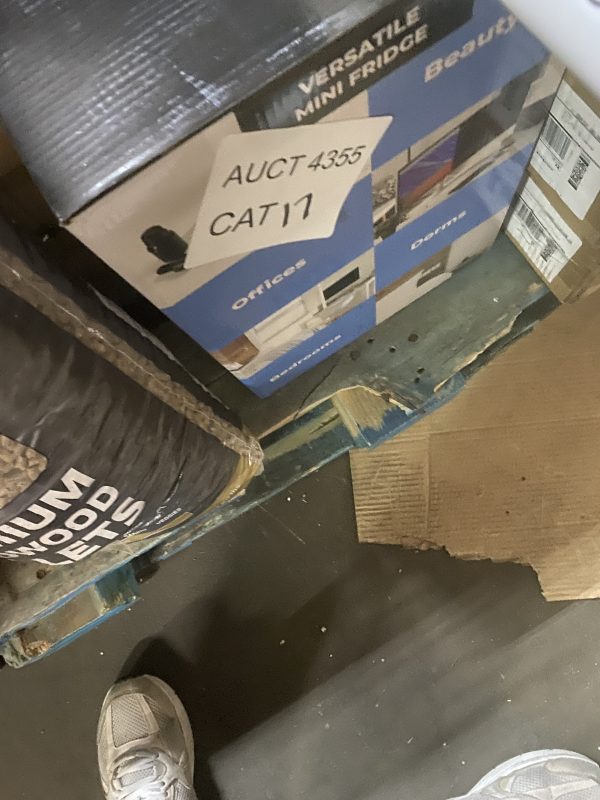 VERSATILE
MINI FRIDGE
Beauty
AUCT 4355
CAT 17
Offices
Dorms
Bedrooms
IUM
WOOD
LETS